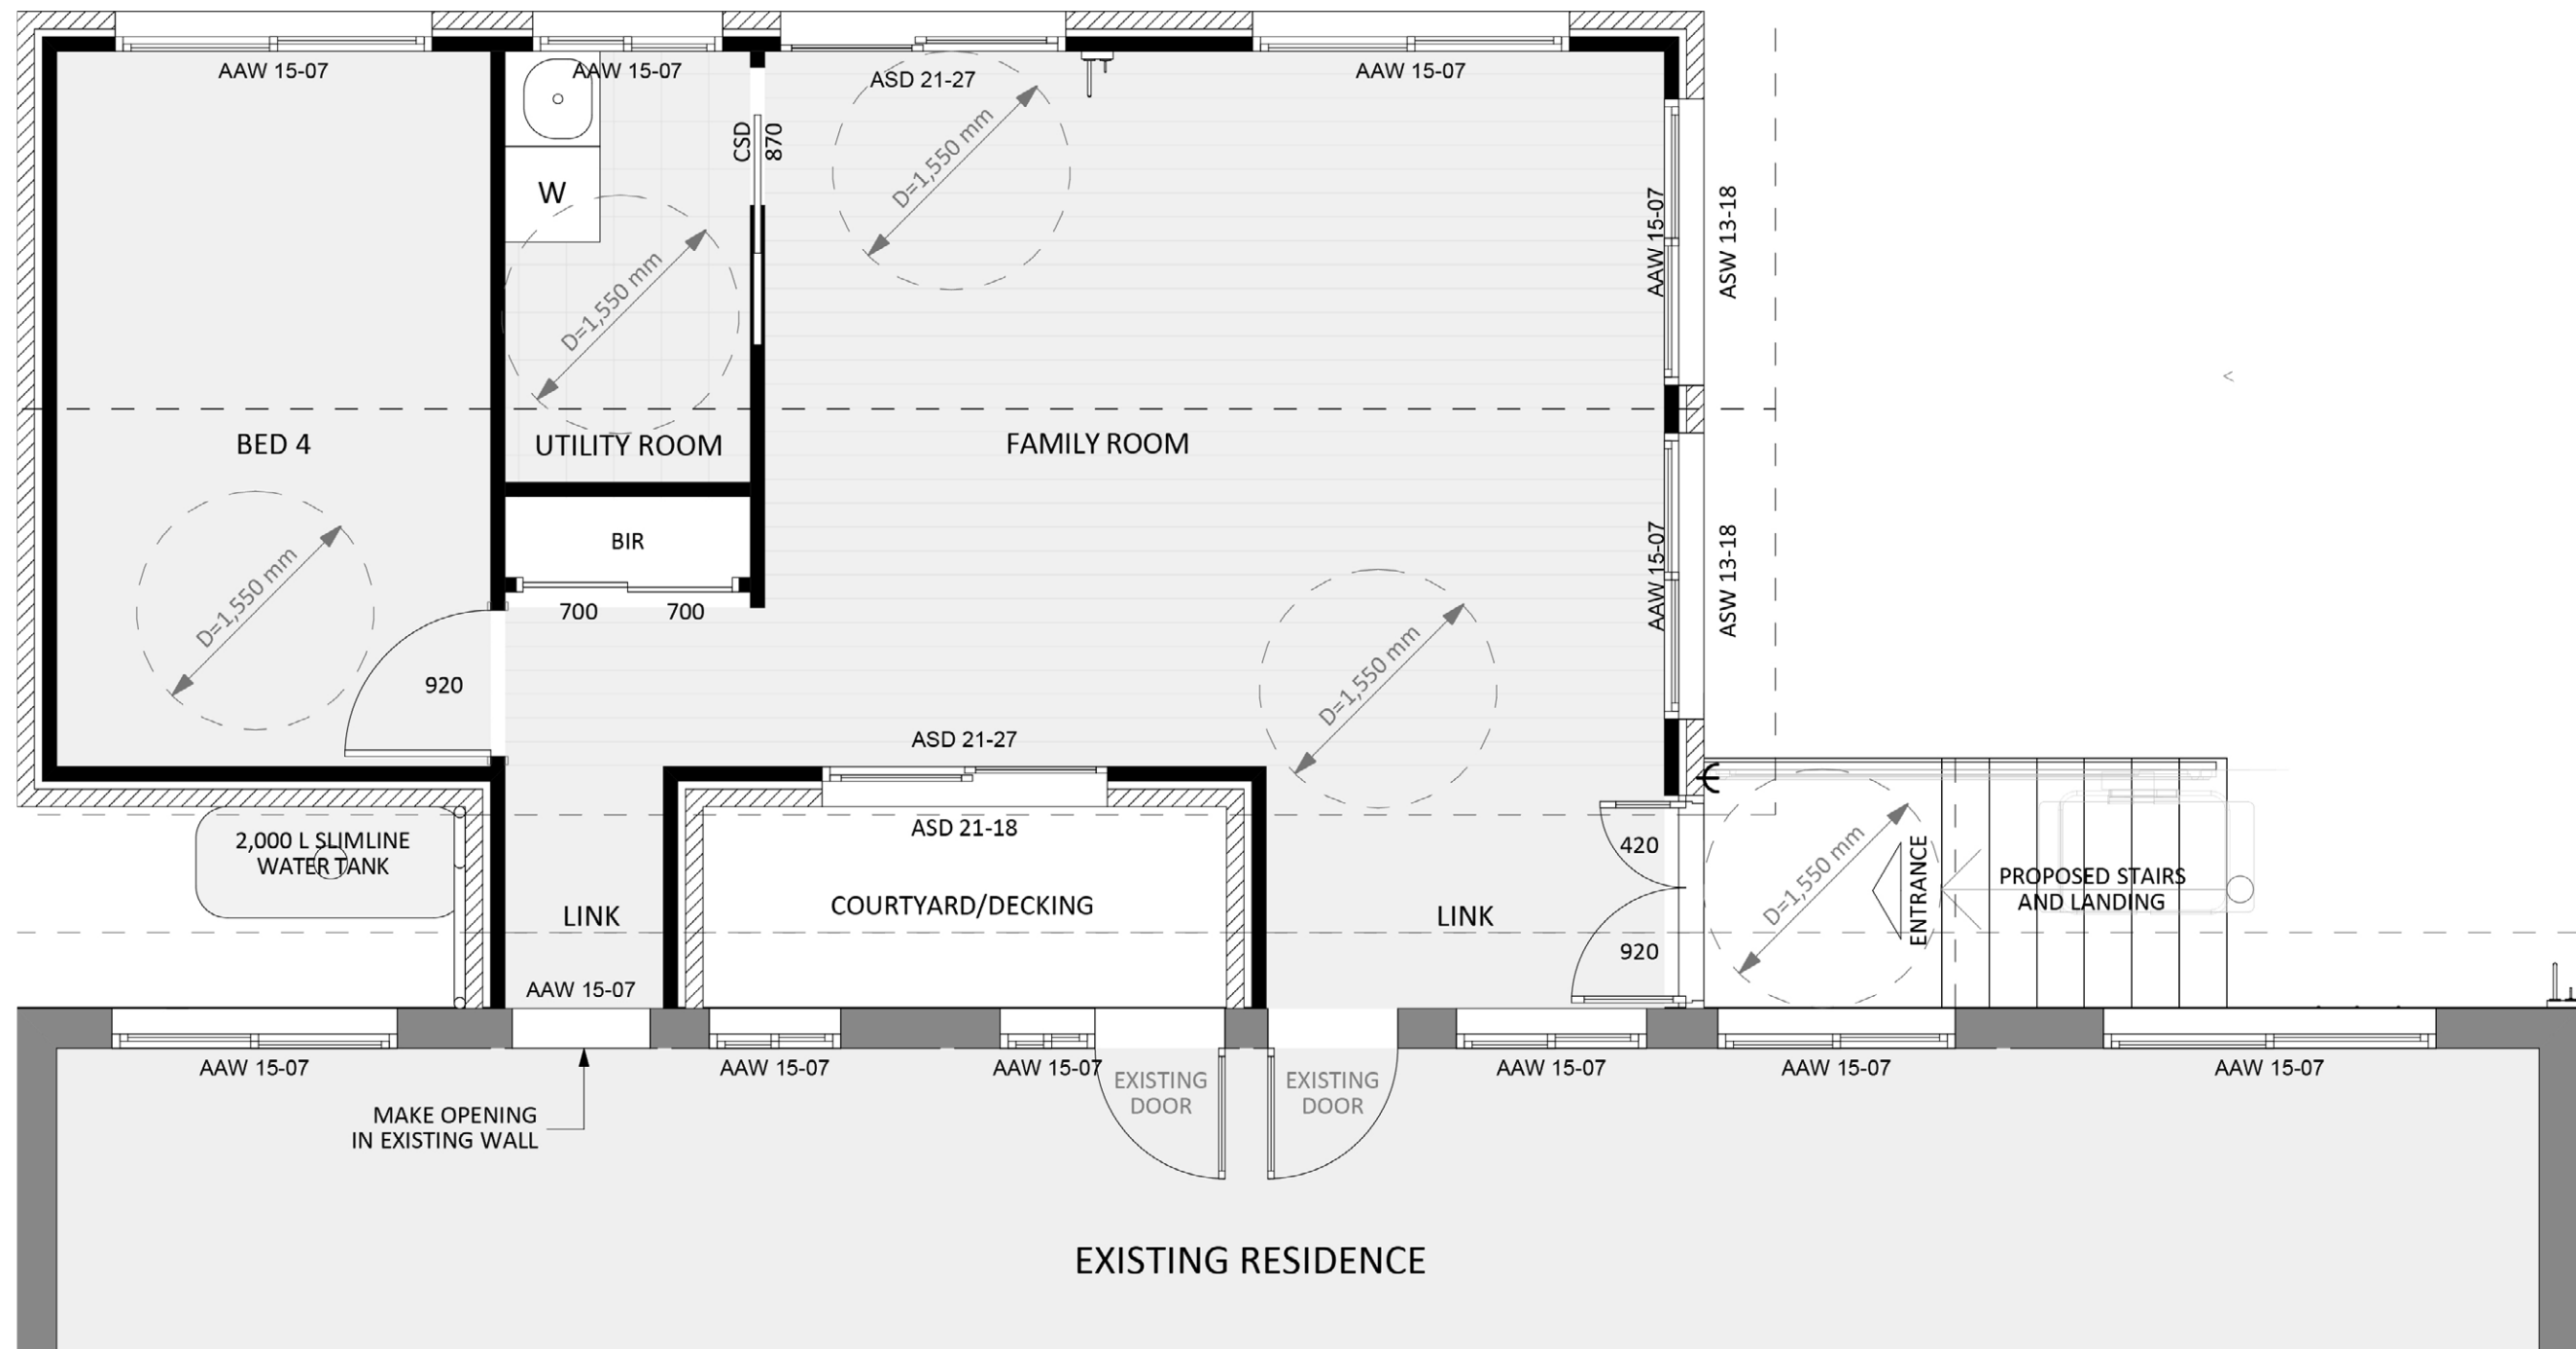 AAW 15-07
AAW 15-07
ASD 21-27
AAW 15-07
W
CSD
870
D=1,550 mm
D=1,550 mm
AAW 15-07
ASW 13-18
BED 4
UTILITY ROOM
FAMILY ROOM
BIR
700
700
D=1,550 mm
D=1,550 mm
AAW 15-07
ASW 13-18
920
ASD 21-27
2,000 L SLIMLINE
WATER TANK
ASD 21-18
COURTYARD/DECKING
LINK
LINK
420
920
D=1,550 mm
ENTRANCE
PROPOSED STAIRS
AND LANDING
AAW 15-07
AAW 15-07
AAW 15-07
AAW 15-07
EXISTING
DOOR
EXISTING
DOOR
AAW 15-07
AAW 15-07
AAW 15-07
MAKE OPENING
IN EXISTING WALL
EXISTING RESIDENCE